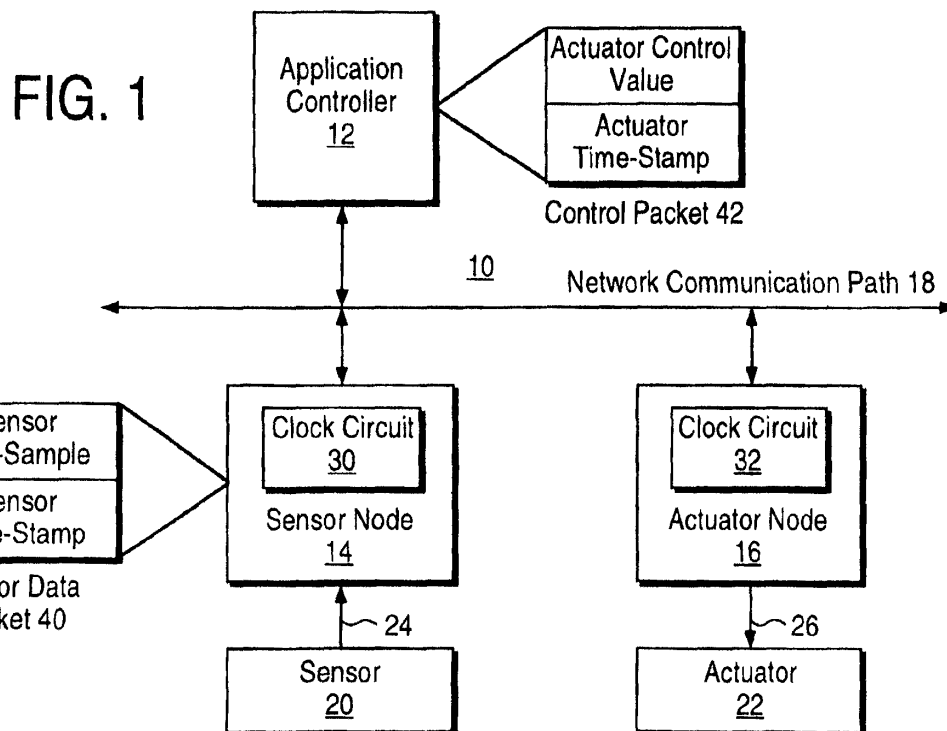 FIG. 1
Application
Controller
12
Actuator Control
Value
Actuator
Time-Stamp
Control Packet 42
10
Network Communication Path 18
ensor
-Sample
ensor
e-Stamp
or Data
ket 40
Clock Circuit
30
Sensor Node
14
Clock Circuit
32
Actuator Node
16
24
26
Sensor
20
Actuator
22